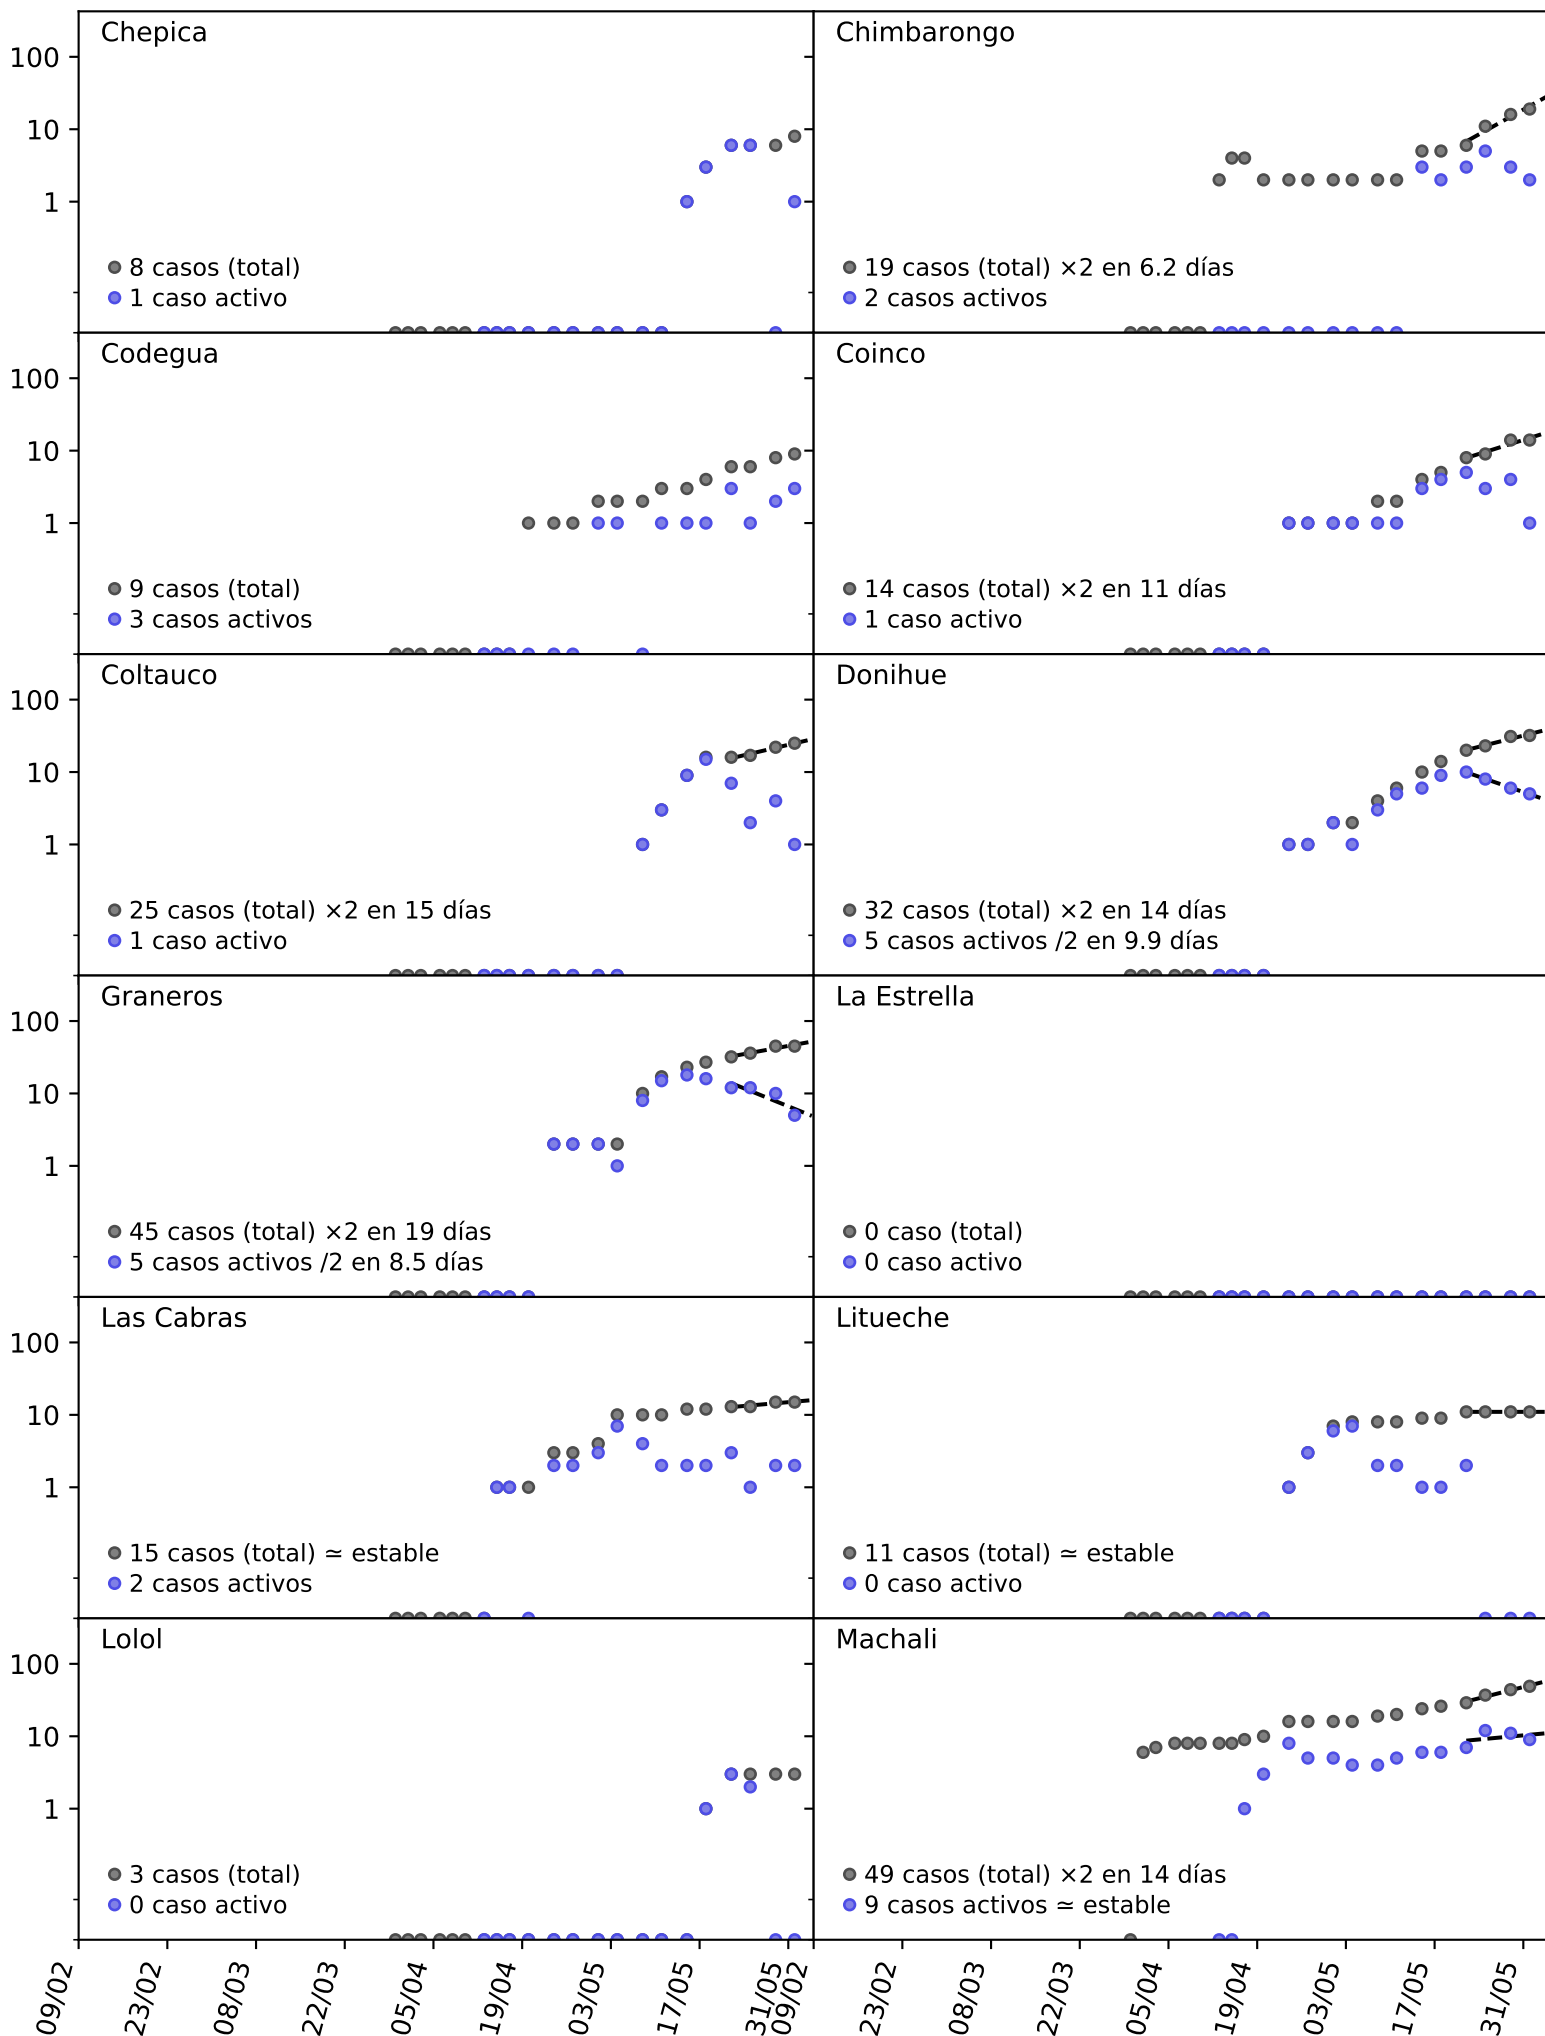 Chepica
100
10
1
8 casos (total)
1 caso activo
Chimbarongo
19 casos (total) ×2 en 6.2 días
2 casos activos
Codegua
100
10
1
9 casos (total)
3 casos activos
Coinco
14 casos (total) ×2 en 11 días
1 caso activo
Coltauco
100
10
1
25 casos (total) ×2 en 15 días
1 caso activo
Donihue
32 casos (total) ×2 en 14 días
5 casos activos /2 en 9.9 días
Graneros
100
10
1
45 casos (total) ×2 en 19 días
5 casos activos /2 en 8.5 días
La Estrella
0 caso (total)
0 caso activo
Las Cabras
100
10
1
15 casos (total) ≃ estable
2 casos activos
Litueche
11 casos (total) ≃ estable
0 caso activo
Lolol
100
10
1
3 casos (total)
0 caso activo
Machali
49 casos (total) ×2 en 14 días
9 casos activos ≃ estable
09/02
23/02
08/03
22/03
05/04
19/04
03/05
17/05
31/05
09/02
23/02
08/03
22/03
05/04
19/04
03/05
17/05
31/05